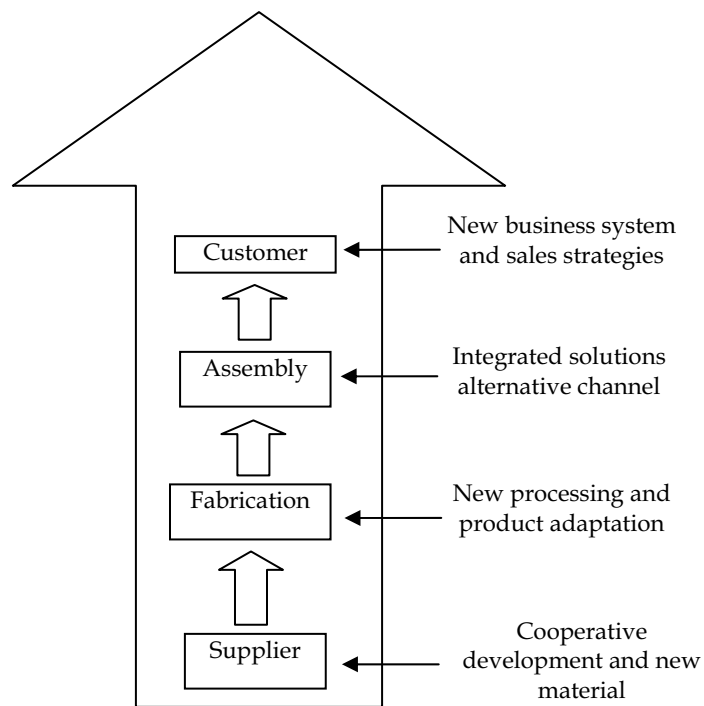 Customer
New business system
and sales strategies
Assembly
Integrated solutions
alternative channel
Fabrication
New processing and
product adaptation
Supplier
Cooperative
development and new
material